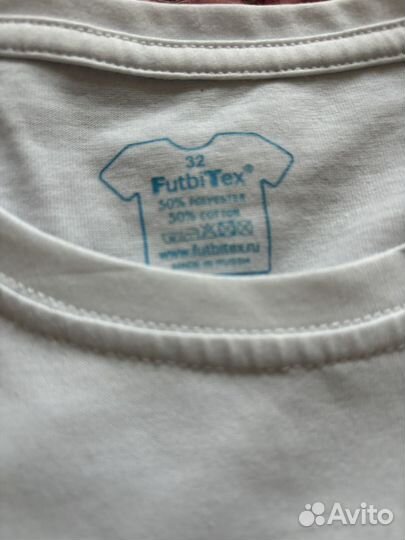 32
FutbiTex®
50% POLYESTER
50% COTTON
www.futbitex.ru
MADE IN RUSSIA
Avito